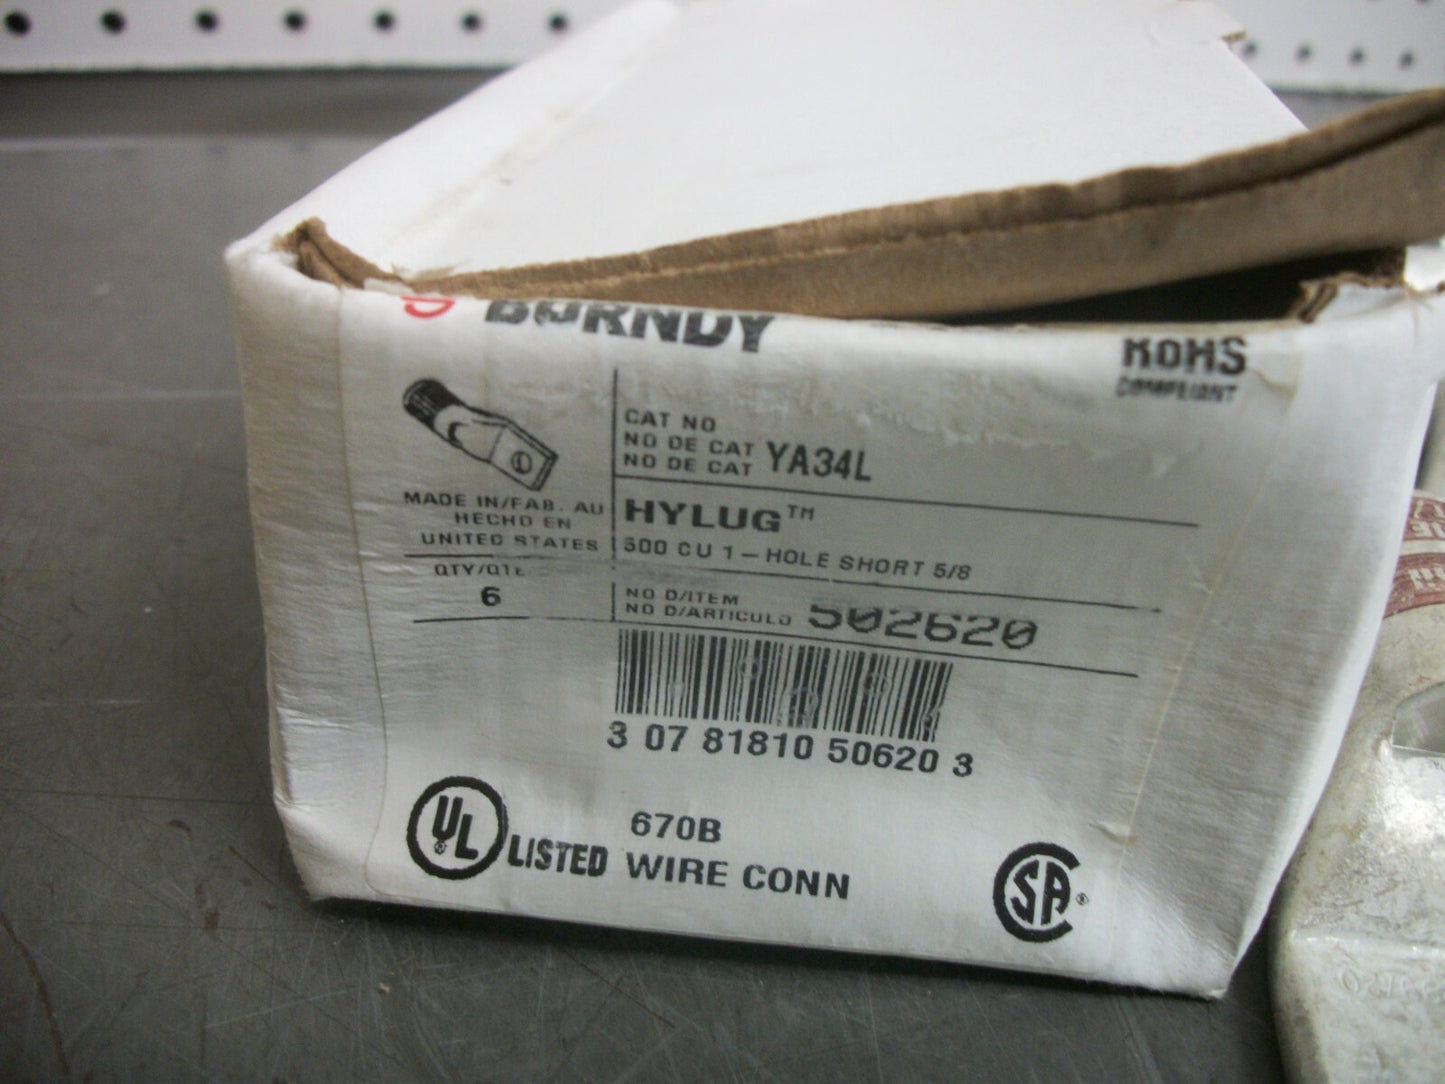 BURNDY
RoHS
COMPLIANT
CAT NO
NO DE CAT
NO DE CAT YA34L
MADE IN/FAB. AU
HECHO EN
UNITED STATES
HYLUG™
500 CU 1-HOLE SHORT 5/8
QTY/QTE
6
NO D/ITEM
NO D/ARTICULO 502620
3 07 81810 50620 3
UL® LISTED
670B
WIRE CONN
CSA®